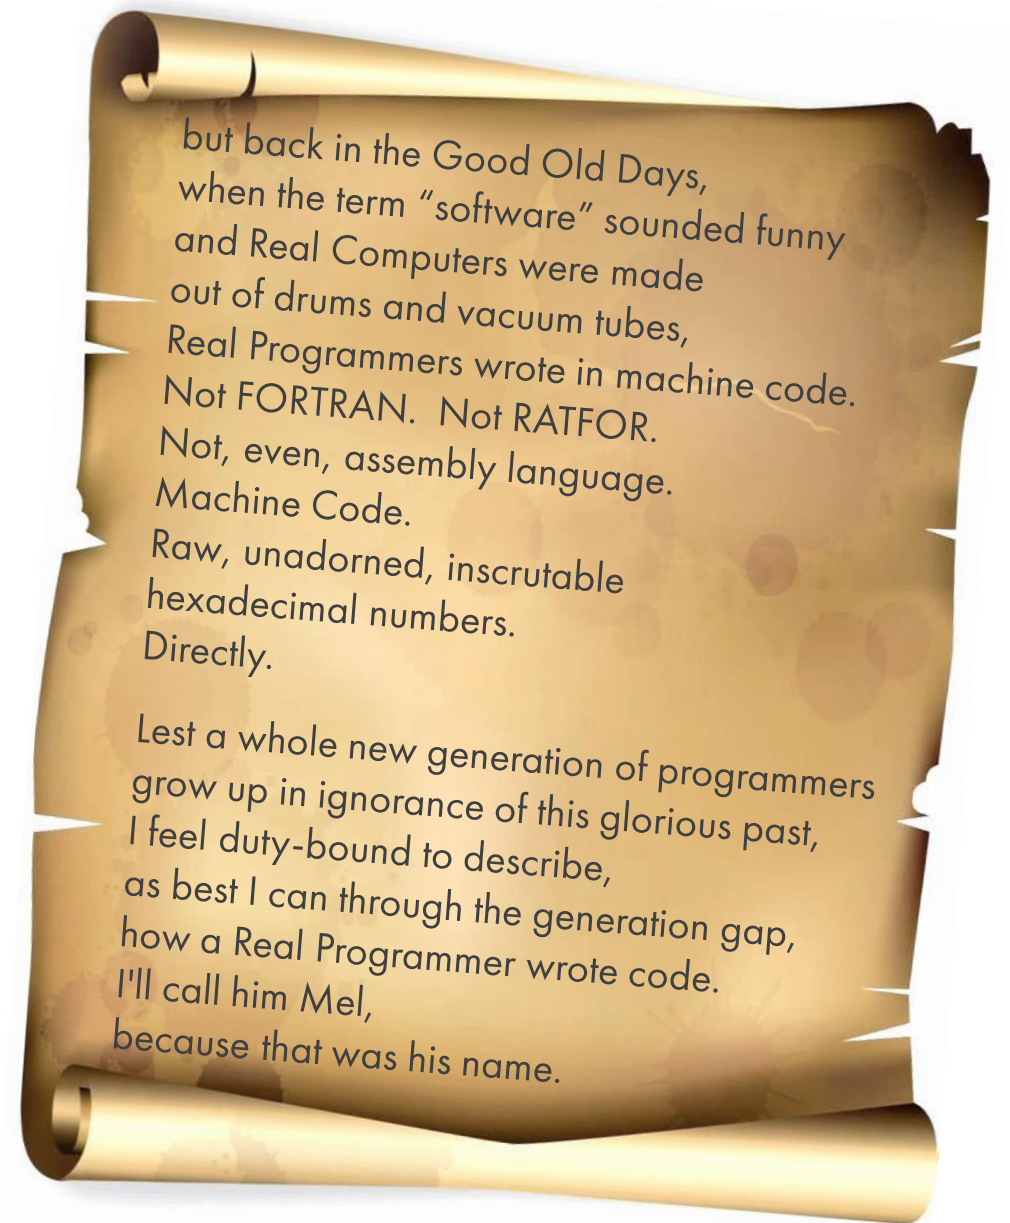 but back in the Good Old Days,
when the term “software” sounded funny
and Real Computers were made
out of drums and vacuum tubes,
Real Programmers wrote in machine code.
Not FORTRAN.  Not RATFOR.
Not, even, assembly language.
Machine Code.
Raw, unadorned, inscrutable
hexadecimal numbers.
Directly.

Lest a whole new generation of programmers
grow up in ignorance of this glorious past,
I feel duty-bound to describe,
as best I can through the generation gap,
how a Real Programmer wrote code.
I'll call him Mel,
because that was his name.